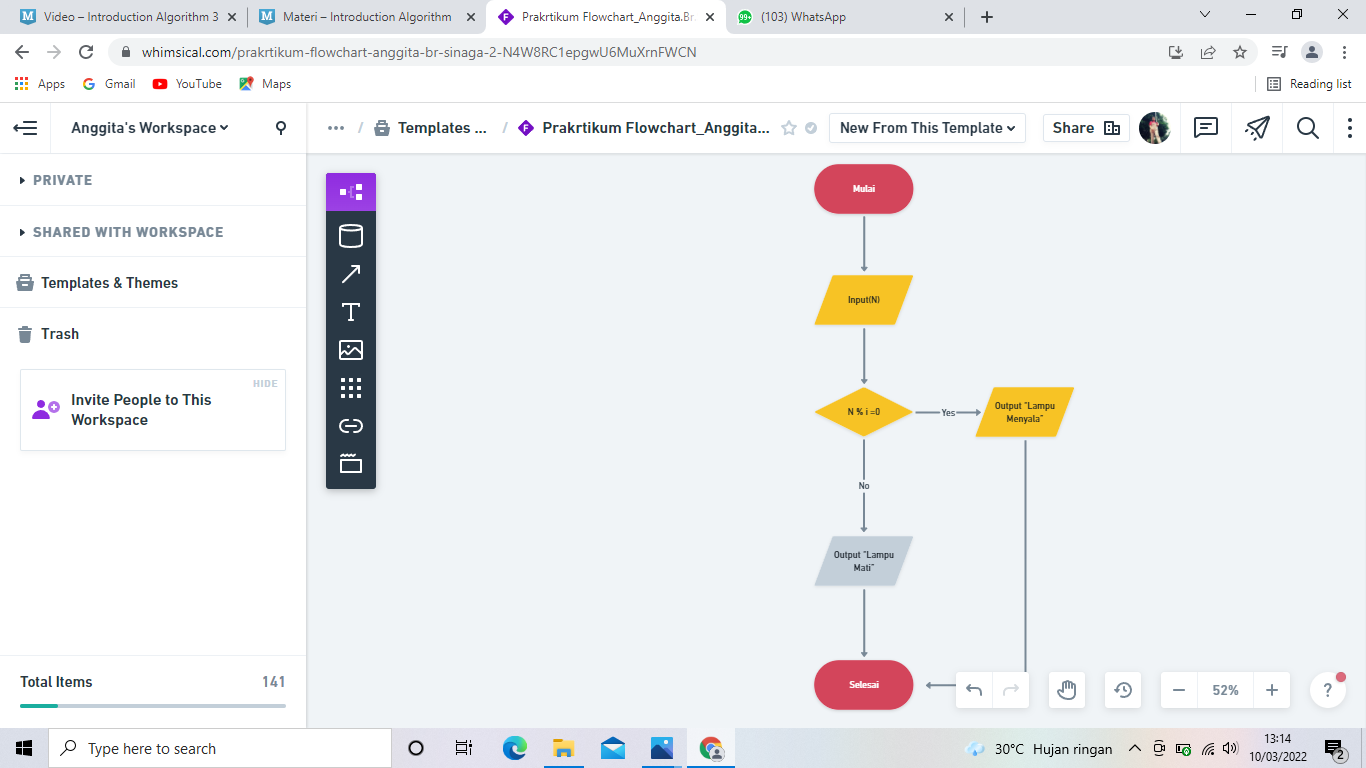 Video – Introduction Algorithm 3
Materi – Introduction Algorithm
Prakrtikum Flowchart_Anggita.Br.
99+ (103) WhatsApp
whimsical.com/prakrtikum-flowchart-anggita-br-sinaga-2-N4W8RC1epgwU6MuXrnFWCN
Apps
Gmail
YouTube
Maps
Reading list
Anggita's Workspace
Templates ...
Prakrtikum Flowchart_Anggita...
New From This Template
Share
PRIVATE
SHARED WITH WORKSPACE
Templates & Themes
Trash
HIDE
Invite People to This
Workspace
Total Items 141
Mulai
Input(N)
N % i =0
Yes
Output "Lampu
Menyala"
No
Output "Lampu
Mati"
Selesai
52%
?
Type here to search
30°C Hujan ringan
13:14
10/03/2022
2